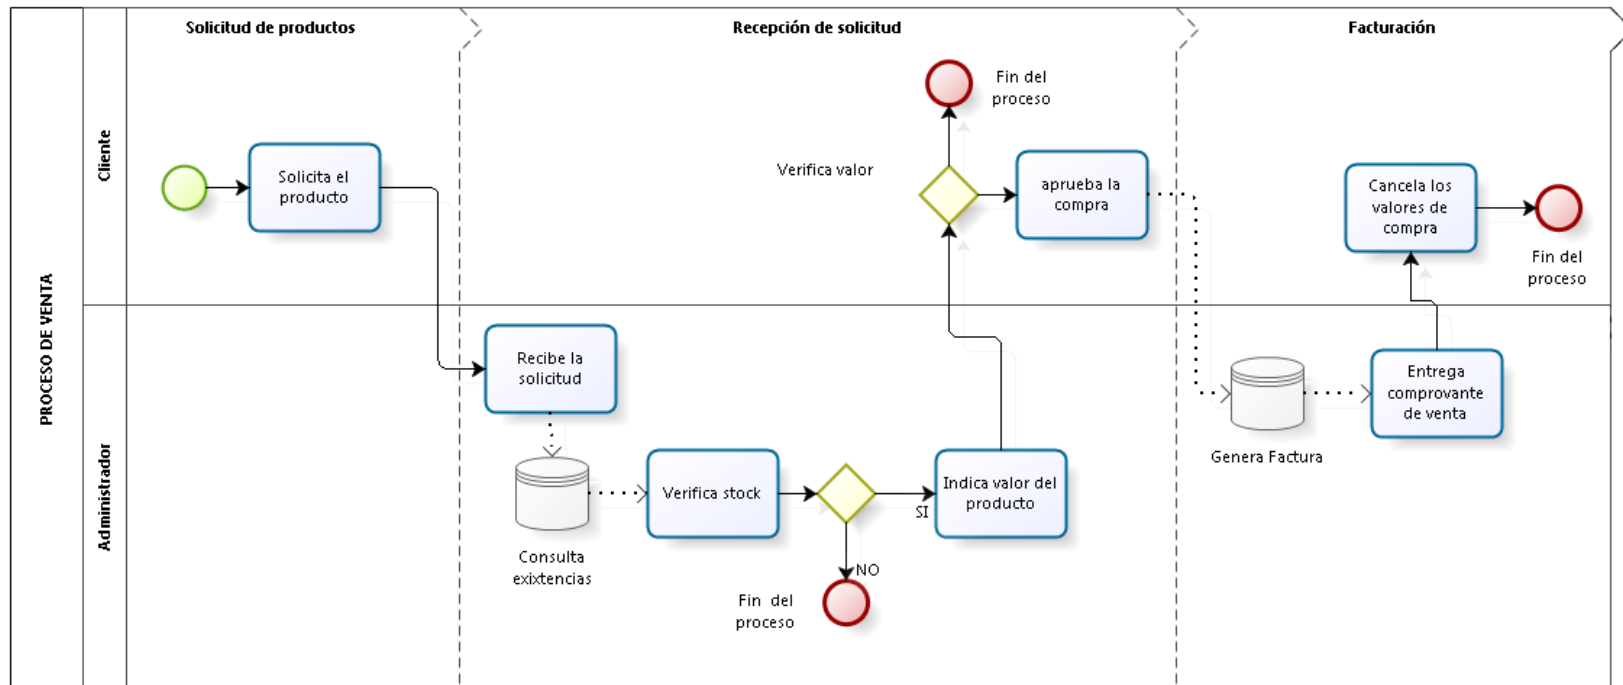 Solicitud de productos
Recepción de solicitud
Facturación
PROCESO DE VENTA
Cliente
Solicita el
producto
Fin del
proceso
Verifica valor
aprueba la
compra
Cancela los
valores de
compra
Fin del
proceso
Administrador
Recibe la
solicitud
Consulta
exixtencias
Verifica stock
SI
NO
Fin del
proceso
Indica valor del
producto
Genera Factura
Entrega
comprovante
de venta